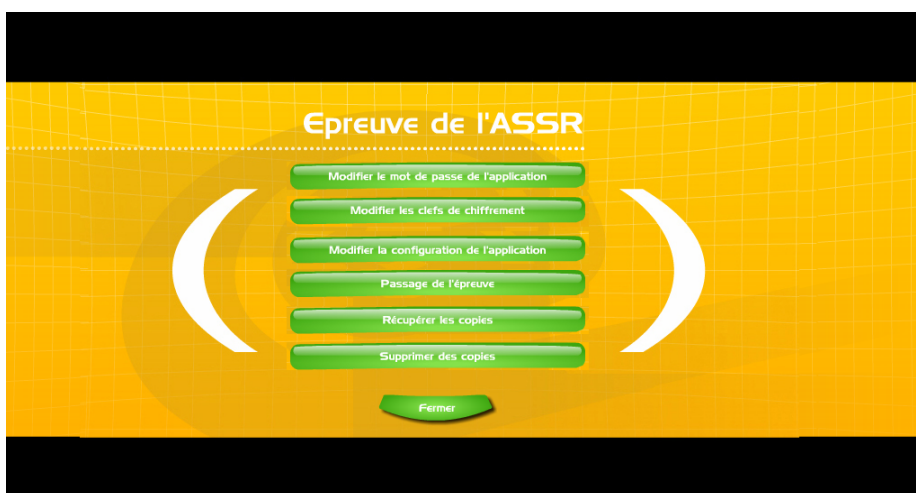 Epreuve de l'ASSR
Modifier le mot de passe de l'application
Modifier les clefs de chiffrement
Modifier la configuration de l'application
Passage de l'épreuve
Récupérer les copies
Supprimer des copies
Fermer